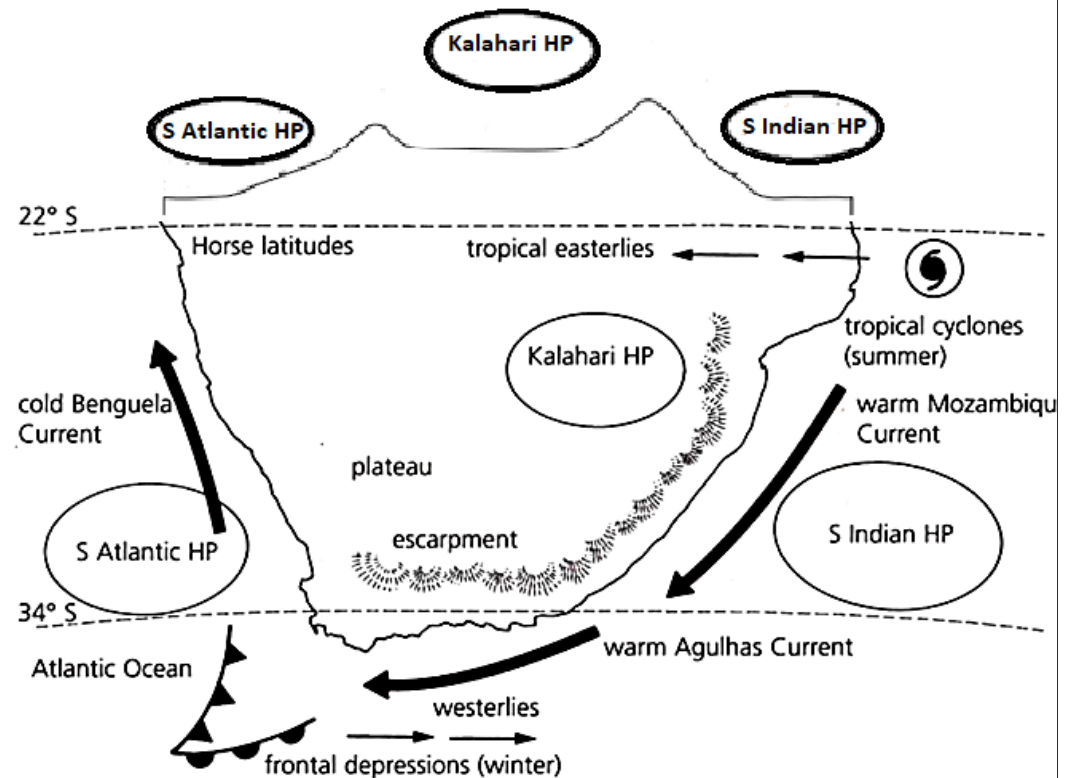 Kalahari HP
S Atlantic HP
S Indian HP
22° S
Horse latitudes
tropical easterlies
tropical cyclones
(summer)
Kalahari HP
cold Benguela
Current
warm Mozambiqu
Current
plateau
S Atlantic HP
escarpment
S Indian HP
34° S
Atlantic Ocean
warm Agulhas Current
westerlies
frontal depressions (winter)